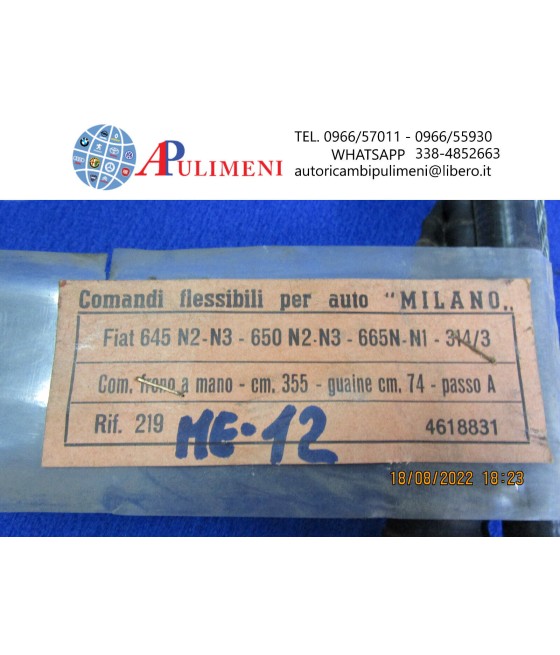 APULIMENI
TEL. 0966/57011 - 0966/55930
WHATSAPP 338-4852663
autoricambipulimeni@libero.it
Comandi flessibili per auto "MILANO„
Fiat 645 N2-N3 - 650 N2-N3 - 665N-N1 - 314/3
Com. freno a mano - cm. 355 - guaine cm. 74 - passo A
Rif. 219 ME-12 4618831
18/08/2022 18:23